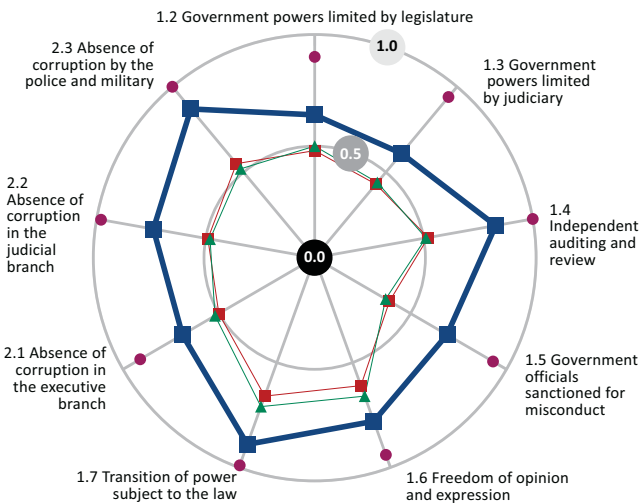 1.2 Government powers limited by legislature
1.0
1.3 Government
powers limited
by judiciary
0.5
1.4
Independent
auditing and
review
0.0
1.5 Government
officials
sanctioned for
misconduct
1.6 Freedom of opinion
and expression
1.7 Transition of power
subject to the law
2.1 Absence of
corruption in
the executive
branch
2.2
Absence of
corruption
in the
judicial
branch
2.3 Absence of
corruption by the
police and military